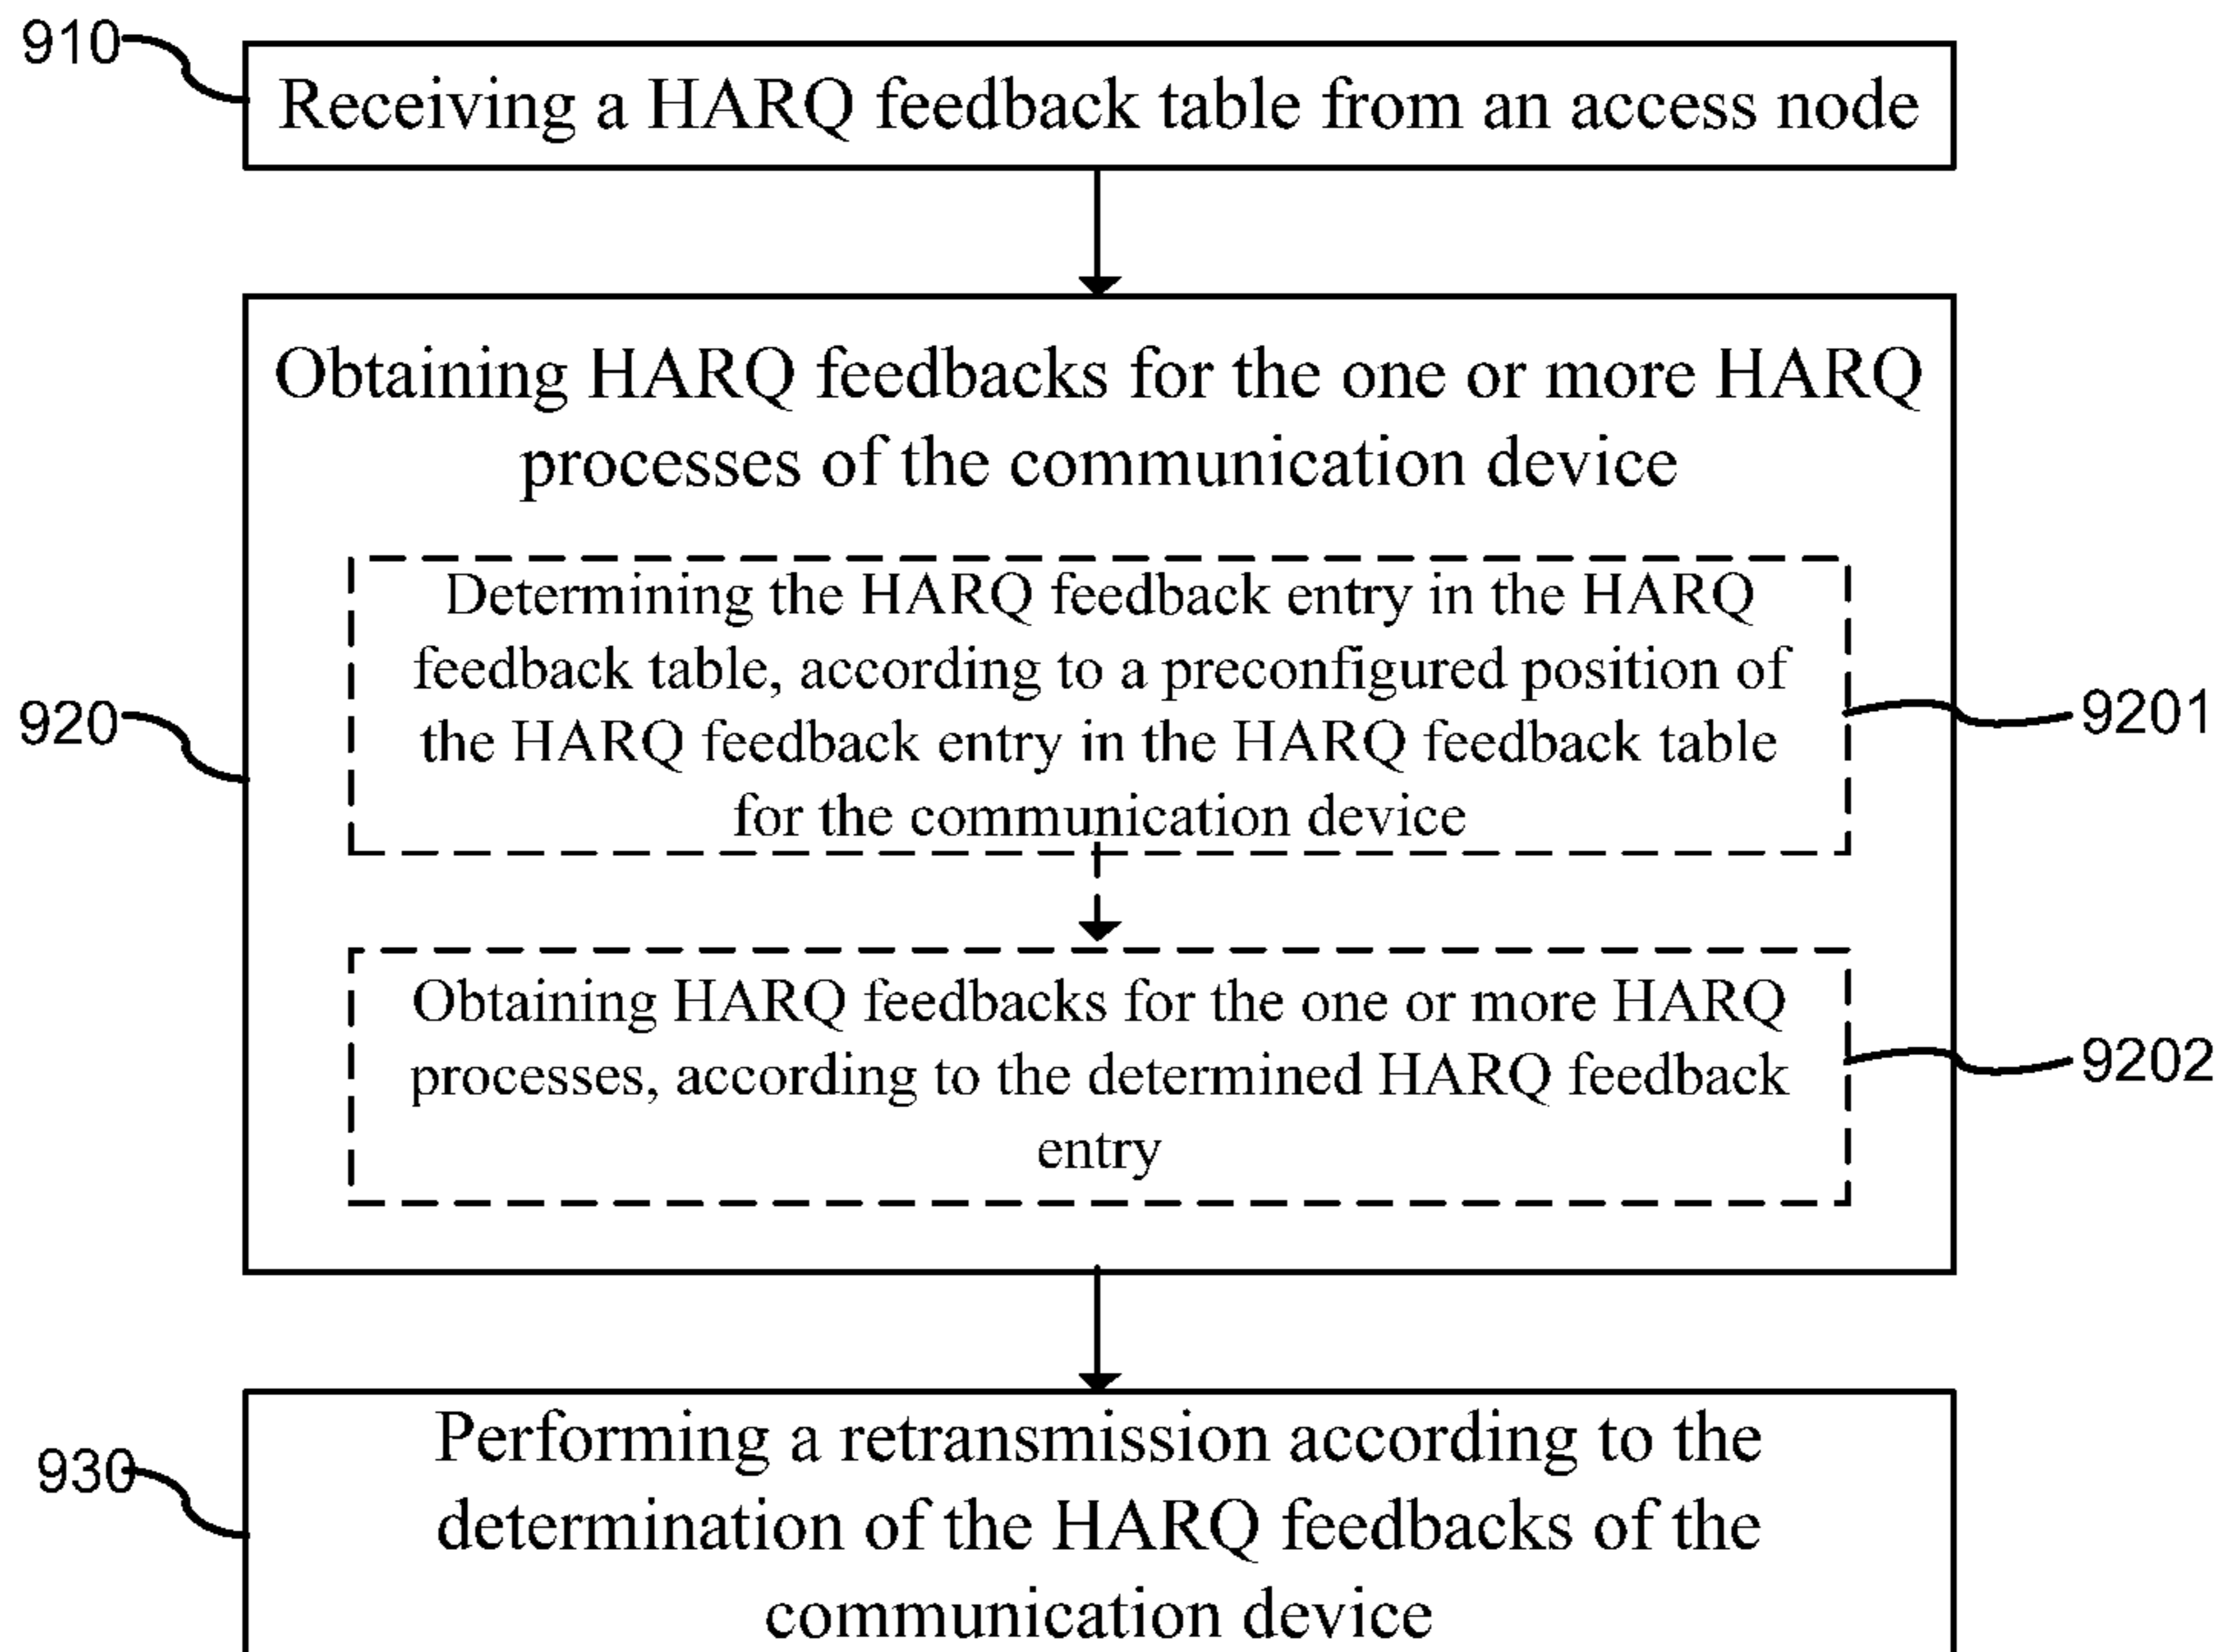 910
Receiving a HARQ feedback table from an access node
Obtaining HARQ feedbacks for the one or more HARQ
processes of the communication device
Determining the HARQ feedback entry in the HARQ
feedback table, according to a preconfigured position of
the HARQ feedback entry in the HARQ feedback table
for the communication device
920
9201
Obtaining HARQ feedbacks for the one or more HARQ
processes, according to the determined HARQ feedback
entry
9202
930
Performing a retransmission according to the
determination of the HARQ feedbacks of the
communication device